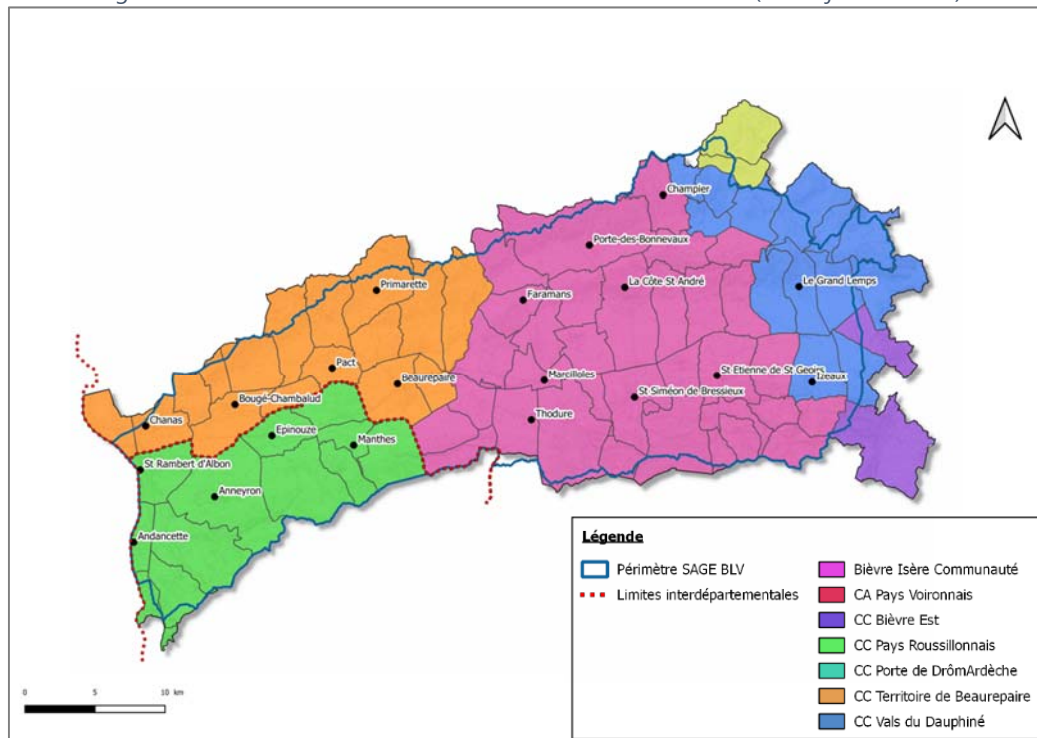 Champier
Porte-des-Bonnevaux
La Côte St André
Le Grand Lemps
Primarette
Faramans
Pact
Beaurepaire
Marcilloles
St Etienne de St Geoirs
Izeaux
Bougé-Chambalud
St Siméon de Bressieux
Chanas
Thodure
Epinouze
Manthes
St Rambert d'Albon
Anneyron
Andancette
Légende
Périmètre SAGE BLV
Limites interdépartementales
Bièvre Isère Communauté
CA Pays Voironnais
CC Bièvre Est
CC Pays Roussillonnais
CC Porte de DrômArdèche
CC Territoire de Beaurepaire
CC Vals du Dauphiné
0 5 10 km